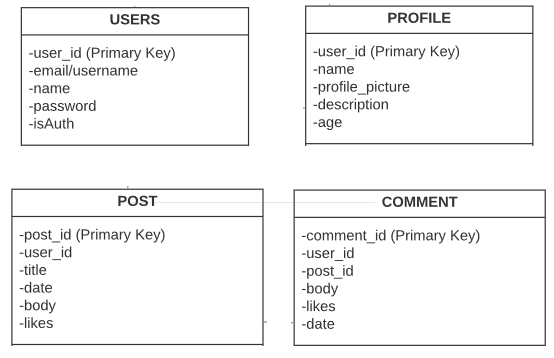 USERS
-user_id (Primary Key)
-email/username
-name
-password
-isAuth
PROFILE
-user_id (Primary Key)
-name
-profile_picture
-description
-age
POST
-post_id (Primary Key)
-user_id
-title
-date
-body
-likes
COMMENT
-comment_id (Primary Key)
-user_id
-post_id
-body
-likes
-date